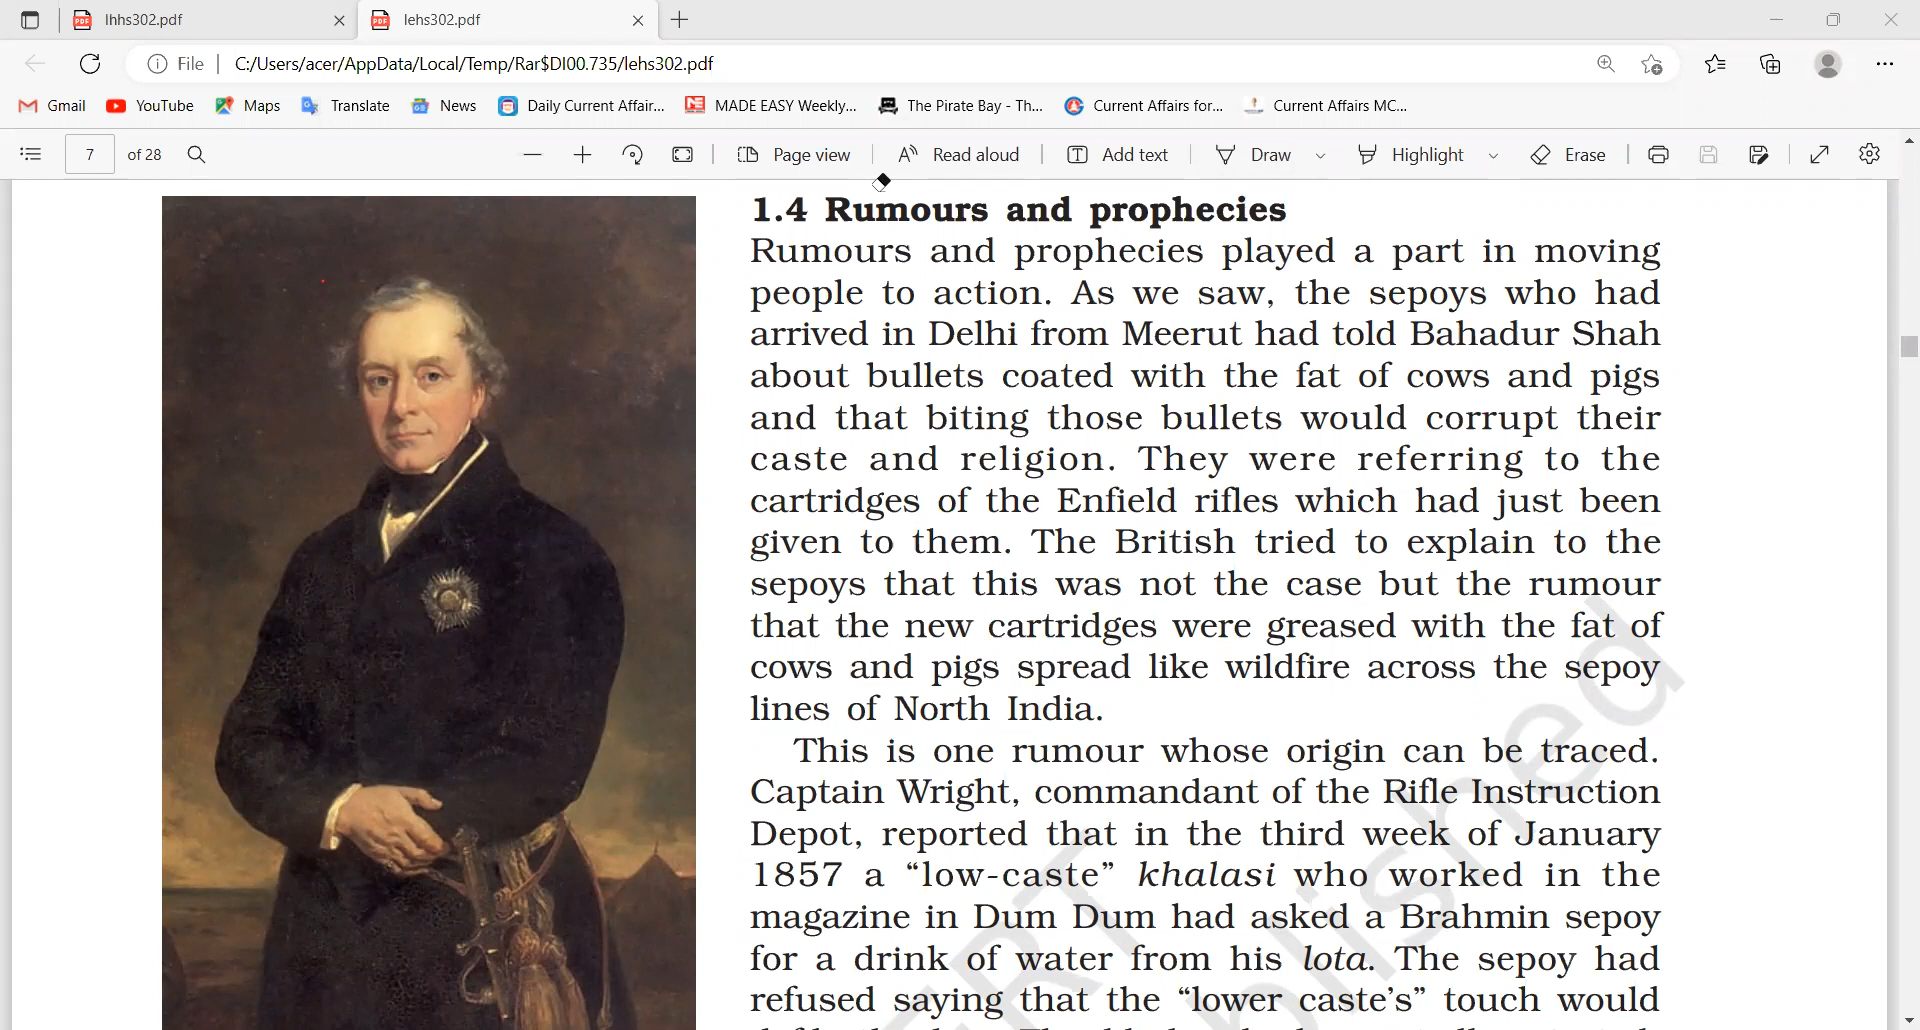 lhhs302.pdf
lehs302.pdf
File C:/Users/acer/AppData/Local/Temp/Rar$DI00.735/lehs302.pdf
Gmail YouTube Maps Translate News Daily Current Affair... MADE EASY Weekly... The Pirate Bay - Th... Current Affairs for... Current Affairs MC...
7 of 28 Page view Read aloud Add text Draw Highlight Erase
1.4 Rumours and prophecies
Rumours and prophecies played a part in moving
people to action. As we saw, the sepoys who had
arrived in Delhi from Meerut had told Bahadur Shah
about bullets coated with the fat of cows and pigs
and that biting those bullets would corrupt their
caste and religion. They were referring to the
cartridges of the Enfield rifles which had just been
given to them. The British tried to explain to the
sepoys that this was not the case but the rumour
that the new cartridges were greased with the fat of
cows and pigs spread like wildfire across the sepoy
lines of North India.
This is one rumour whose origin can be traced.
Captain Wright, commandant of the Rifle Instruction
Depot, reported that in the third week of January
1857 a “low-caste” khalasi who worked in the
magazine in Dum Dum had asked a Brahmin sepoy
for a drink of water from his lota. The sepoy had
refused saying that the “lower caste’s” touch would